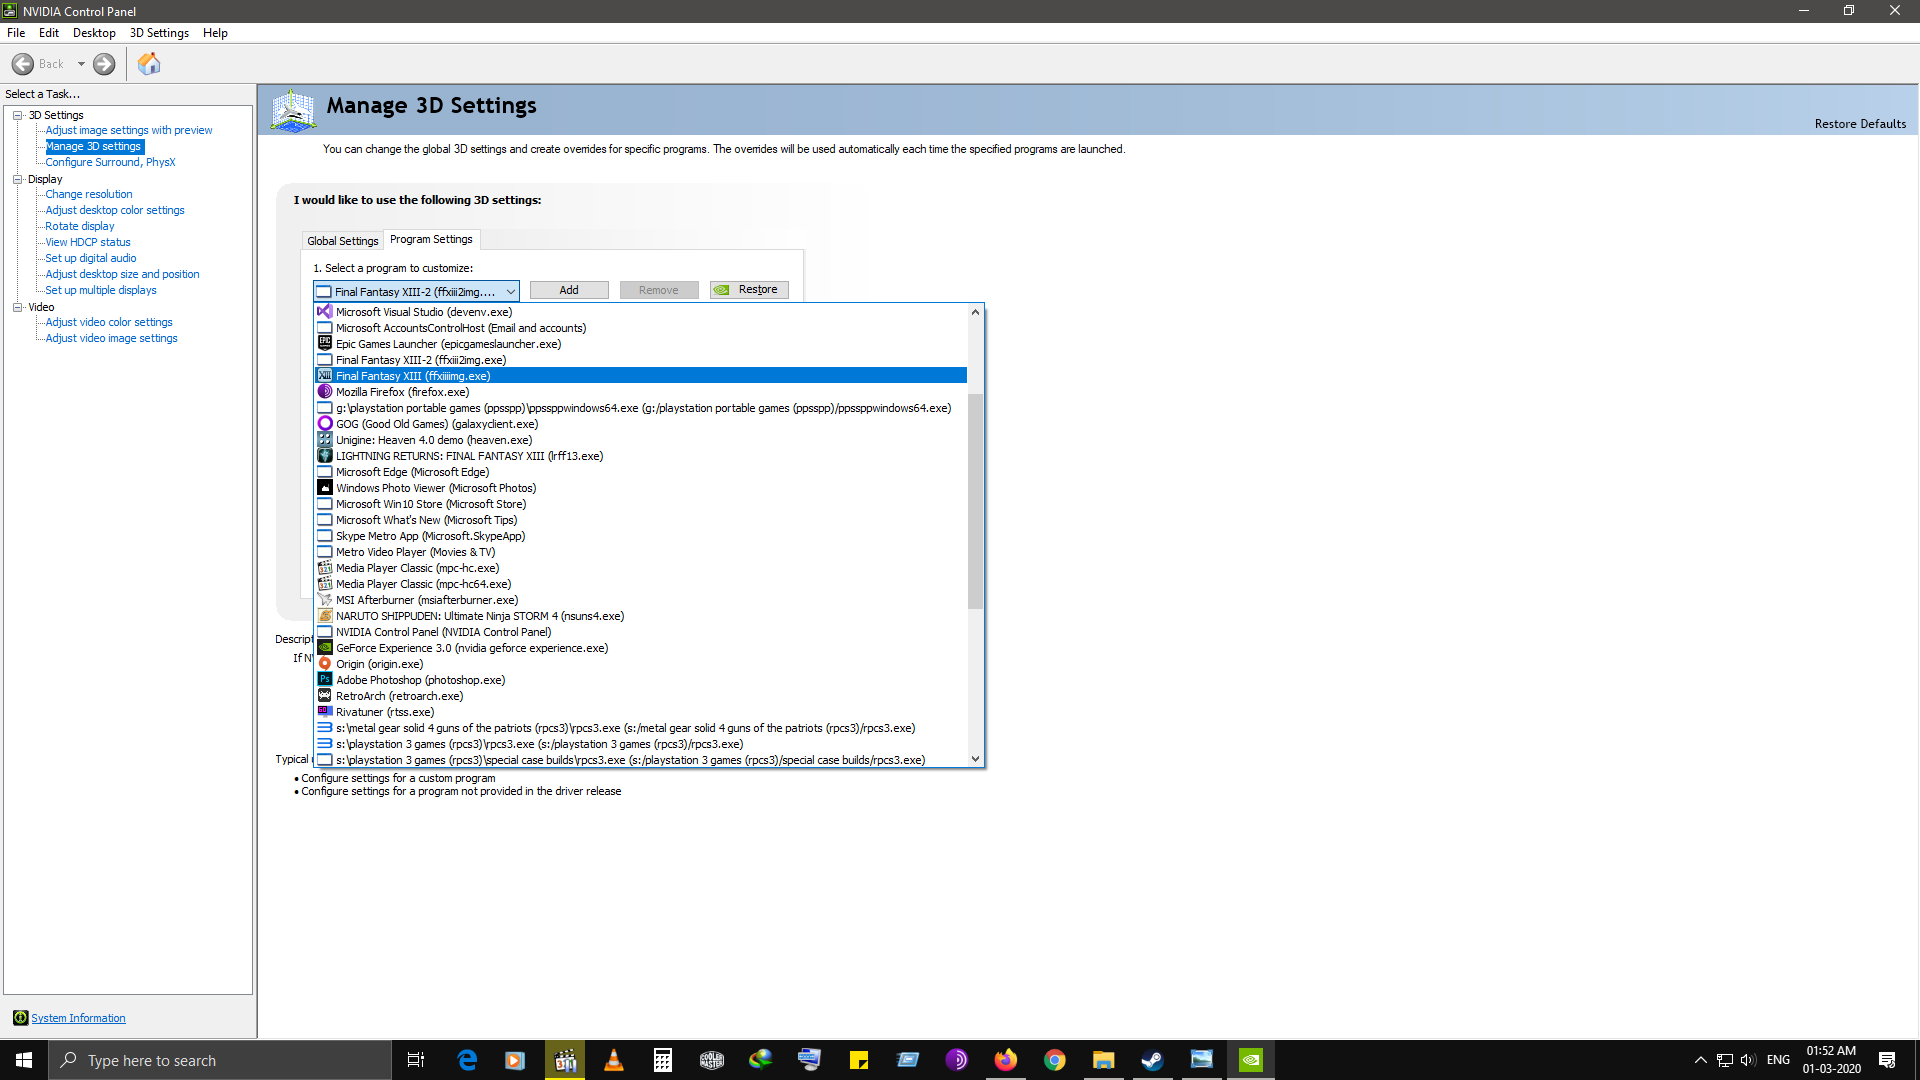 NVIDIA Control Panel
File Edit Desktop 3D Settings Help
Back
Select a Task...
3D Settings
Adjust image settings with preview
Manage 3D settings
Configure Surround, PhysX
Display
Change resolution
Adjust desktop color settings
Rotate display
View HDCP status
Set up digital audio
Adjust desktop size and position
Set up multiple displays
Video
Adjust video color settings
Adjust video image settings
System Information
Manage 3D Settings
Restore Defaults
You can change the global 3D settings and create overrides for specific programs. The overrides will be used automatically each time the specified programs are launched.
I would like to use the following 3D settings:
Global Settings Program Settings
1. Select a program to customize:
Final Fantasy XIII-2 (ffxiii2img.... Add Remove Restore
Microsoft Visual Studio (devenv.exe)
Microsoft AccountsControlHost (Email and accounts)
Epic Games Launcher (epicgameslauncher.exe)
Final Fantasy XIII-2 (ffxiii2img.exe)
Final Fantasy XIII (ffxiiiimg.exe)
Mozilla Firefox (firefox.exe)
g:\playstation portable games (ppsspp)\ppssppwindows64.exe (g:/playstation portable games (ppsspp)/ppssppwindows64.exe)
GOG (Good Old Games) (galaxyclient.exe)
Unigine: Heaven 4.0 demo (heaven.exe)
LIGHTNING RETURNS: FINAL FANTASY XIII (lrff13.exe)
Microsoft Edge (Microsoft Edge)
Windows Photo Viewer (Microsoft Photos)
Microsoft Win10 Store (Microsoft Store)
Microsoft What's New (Microsoft Tips)
Skype Metro App (Microsoft.SkypeApp)
Metro Video Player (Movies & TV)
Media Player Classic (mpc-hc.exe)
Media Player Classic (mpc-hc64.exe)
MSI Afterburner (msiafterburner.exe)
NARUTO SHIPPUDEN: Ultimate Ninja STORM 4 (nsuns4.exe)
NVIDIA Control Panel (NVIDIA Control Panel)
GeForce Experience 3.0 (nvidia geforce experience.exe)
Origin (origin.exe)
Adobe Photoshop (photoshop.exe)
RetroArch (retroarch.exe)
Rivatuner (rtss.exe)
s:\metal gear solid 4 guns of the patriots (rpcs3)\rpcs3.exe (s:/metal gear solid 4 guns of the patriots (rpcs3)/rpcs3.exe)
s:\playstation 3 games (rpcs3)\rpcs3.exe (s:/playstation 3 games (rpcs3)/rpcs3.exe)
s:\playstation 3 games (rpcs3)\special case builds\rpcs3.exe (s:/playstation 3 games (rpcs3)/special case builds/rpcs3.exe)
Descript
If N
Typical
• Configure settings for a custom program
• Configure settings for a program not provided in the driver release
Type here to search
ENG
01:52 AM
01-03-2020